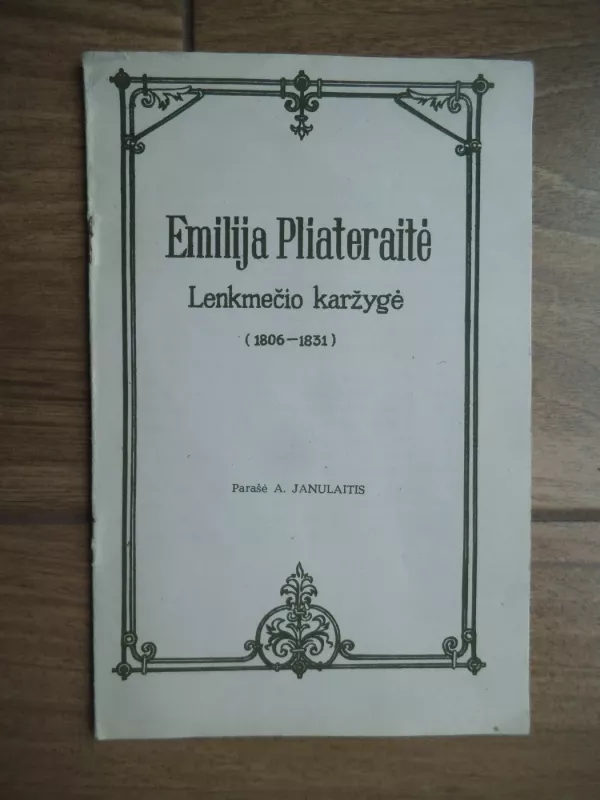 Emilija Pliateraitė
Lenkmečio karžygė
(1806—1831)
Parašė A. JANULAITIS